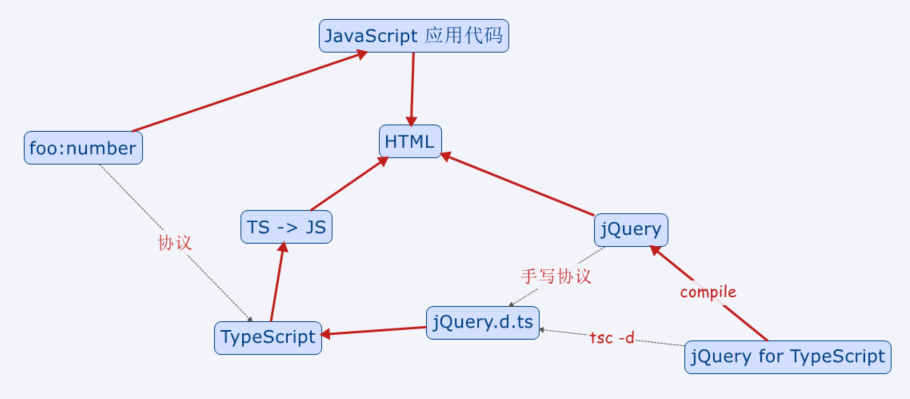 JavaScript 应用代码
HTML
foo:number
TS -> JS
jQuery
协议
手写协议
compile
jQuery.d.ts
TypeScript
tsc -d
jQuery for TypeScript